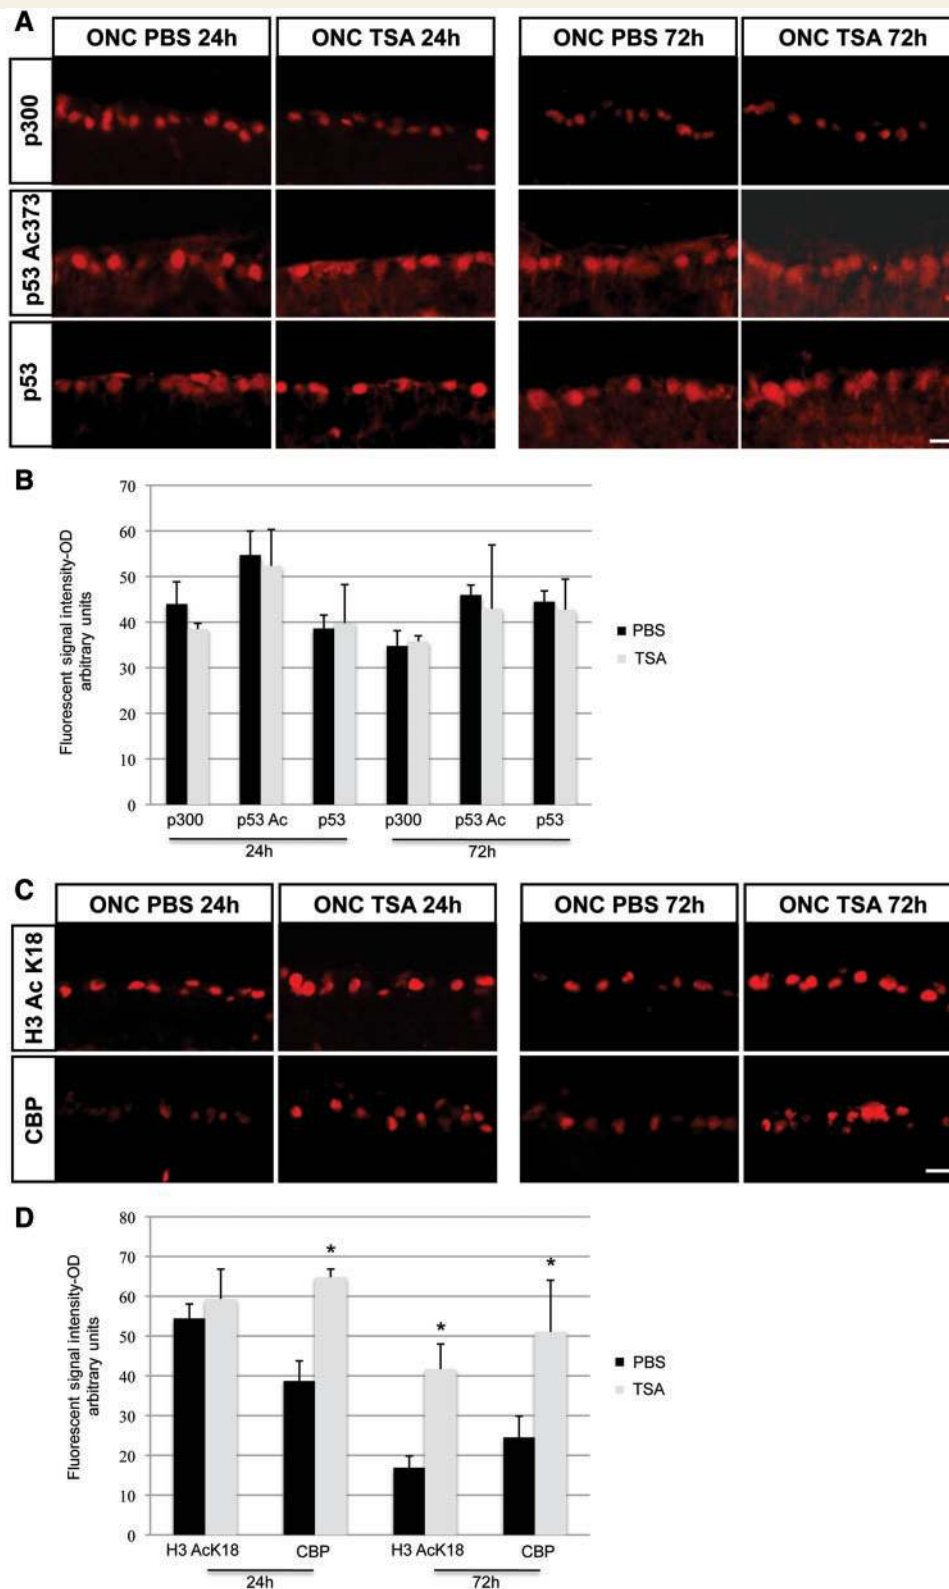 A
ONC PBS 24h
ONC TSA 24h
ONC PBS 72h
ONC TSA 72h
p300
p53 Ac373
p53
B
Fluorescent signal intensity-OD
arbitrary units
70
60
50
40
30
20
10
0
p300
p53 Ac
p53
p300
p53 Ac
p53
24h
72h
PBS
TSA
C
ONC PBS 24h
ONC TSA 24h
ONC PBS 72h
ONC TSA 72h
H3 Ac K18
CBP
D
Fluorescent signal intensity-OD
arbitrary units
80
70
60
50
40
30
20
10
0
*
*
*
H3 AcK18
CBP
H3 AcK18
CBP
24h
72h
PBS
TSA